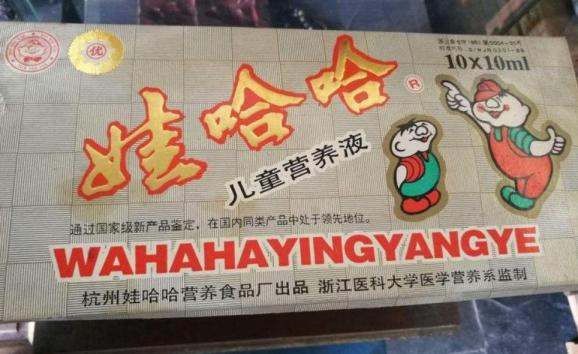 优
10×10ml
娃哈哈®
儿童营养液
通过国家级新产品鉴定，在国内同类产品中处于领先地位。
WAHAHAYINGYANGYE
杭州娃哈哈营养食品厂出品 浙江医科大学医学营养系监制